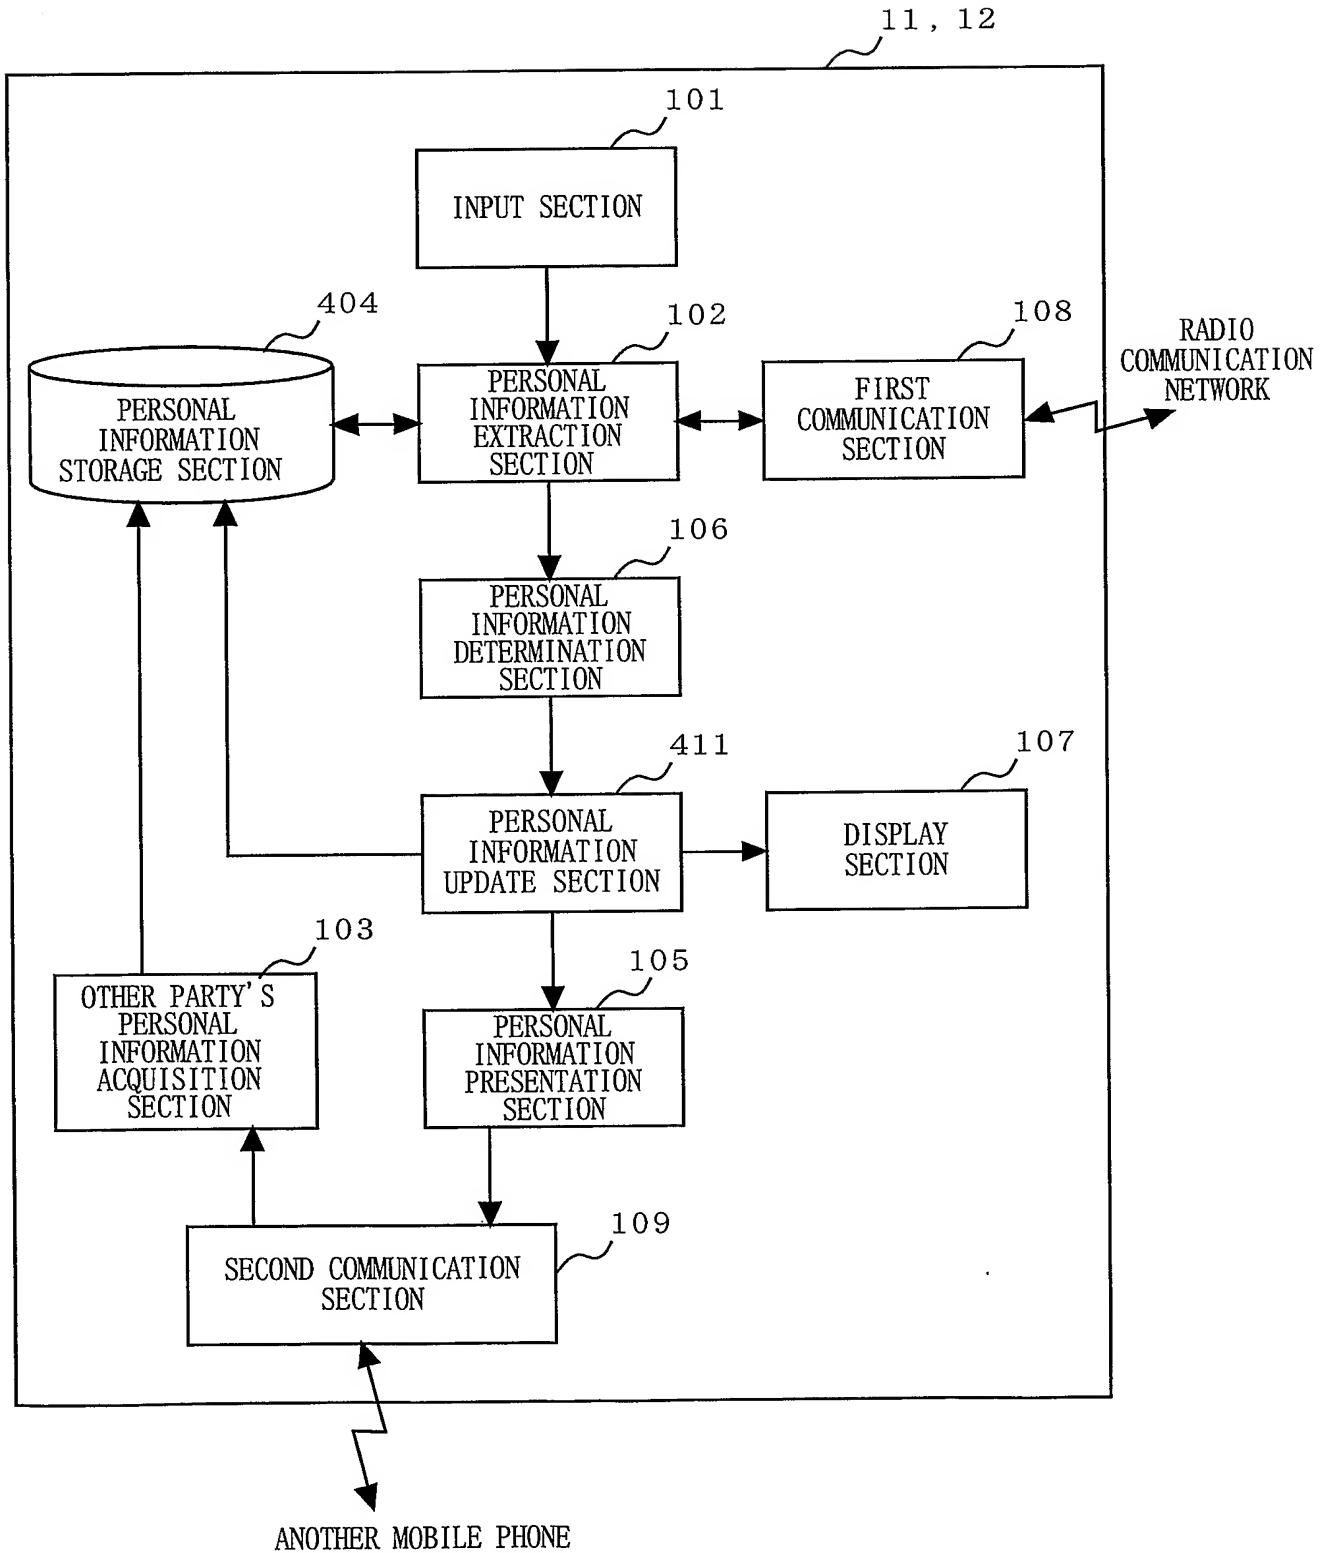 11, 12
101
INPUT SECTION
404
102
108
RADIO
COMMUNICATION
NETWORK
PERSONAL
INFORMATION
STORAGE SECTION
PERSONAL
INFORMATION
EXTRACTION
SECTION
FIRST
COMMUNICATION
SECTION
106
PERSONAL
INFORMATION
DETERMINATION
SECTION
411
107
PERSONAL
INFORMATION
UPDATE SECTION
DISPLAY
SECTION
103
105
OTHER PARTY'S
PERSONAL
INFORMATION
ACQUISITION
SECTION
PERSONAL
INFORMATION
PRESENTATION
SECTION
109
SECOND COMMUNICATION
SECTION
ANOTHER MOBILE PHONE